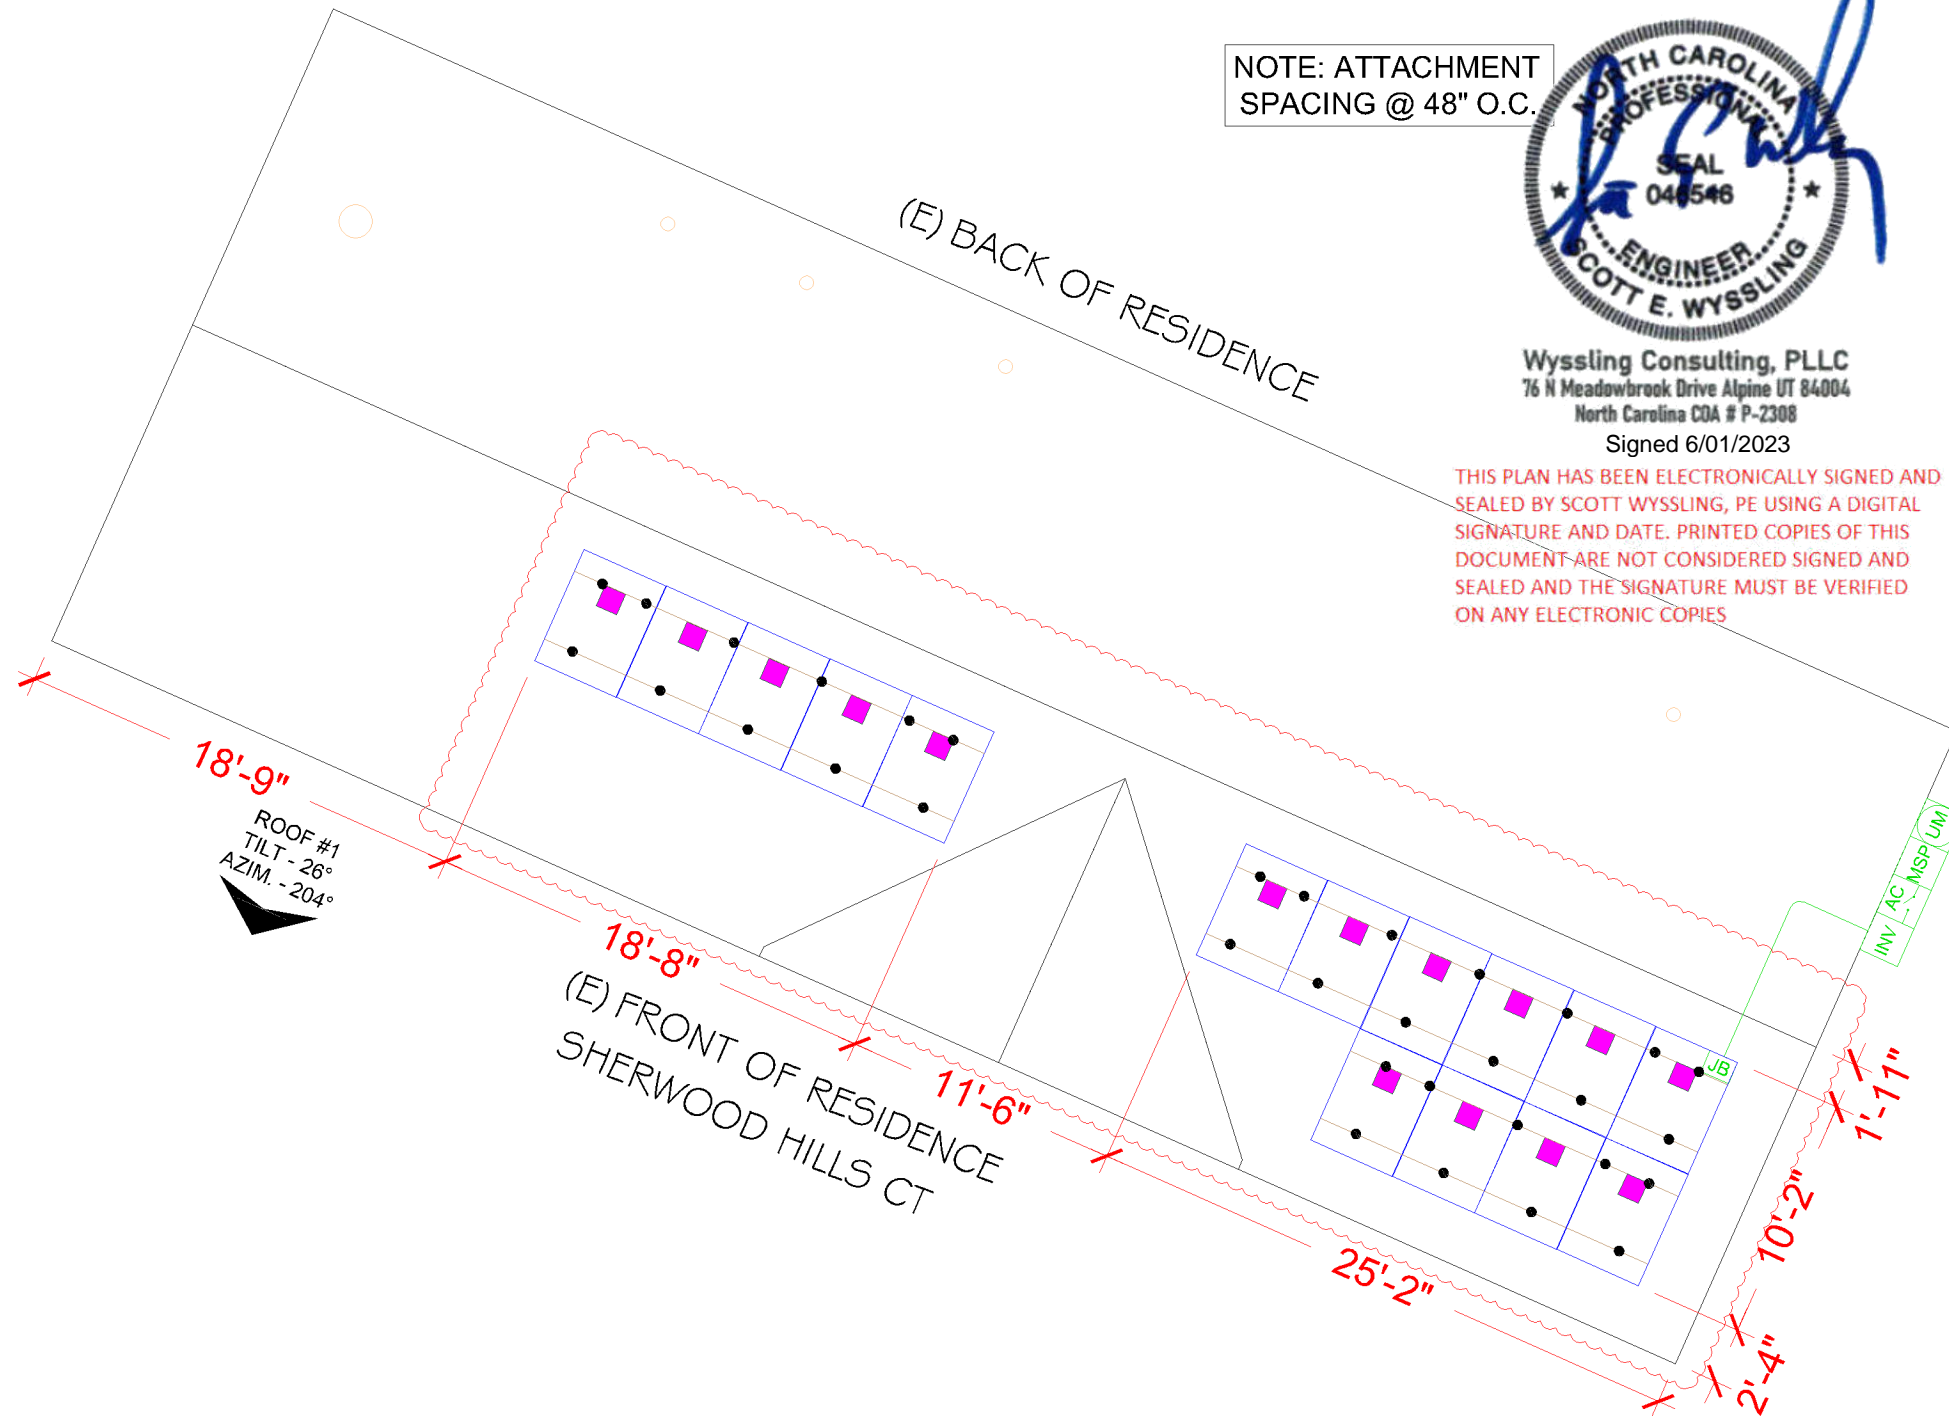 NOTE: ATTACHMENT
SPACING @ 48" O.C.
NORTH CAROLINA
PROFESSIONAL
SEAL
046546
ENGINEER
SCOTT E. WYSSLING
Wyssling Consulting, PLLC
76 N Meadowbrook Drive Alpine UT 84004
North Carolina COA # P-2308
Signed 6/01/2023
THIS PLAN HAS BEEN ELECTRONICALLY SIGNED AND
SEALED BY SCOTT WYSSLING, PE USING A DIGITAL
SIGNATURE AND DATE. PRINTED COPIES OF THIS
DOCUMENT ARE NOT CONSIDERED SIGNED AND
SEALED AND THE SIGNATURE MUST BE VERIFIED
ON ANY ELECTRONIC COPIES
(E) BACK OF RESIDENCE
18'-9"
ROOF #1
TILT - 26°
AZIM. - 204°
18'-8"
(E) FRONT OF RESIDENCE
SHERWOOD HILLS CT
11'-6"
25'-2"
UM
MSP
AC
INV
JB
1'-11"
10'-2"
2'-4"